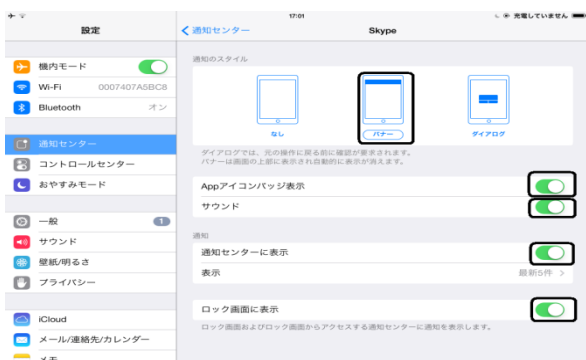 17:01
充電していません
設定
機内モード
Wi-Fi 0007407A5BC8
Bluetooth オン
通知センター
コントロールセンター
おやすみモード
一般 1
サウンド
壁紙/明るさ
プライバシー
iCloud
メール/連絡先/カレンダー
メモ
通知センター
Skype
通知のスタイル
なし バナー ダイアログ
ダイアログでは、元の操作に戻る前に確認が要求されます。
バナーは画面の上部に表示され自動的に表示が消えます。
Appアイコンバッジ表示
サウンド
通知
通知センターに表示
表示 最新5件
ロック画面に表示
ロック画面およびロック画面からアクセスする通知センターに通知を表示します。